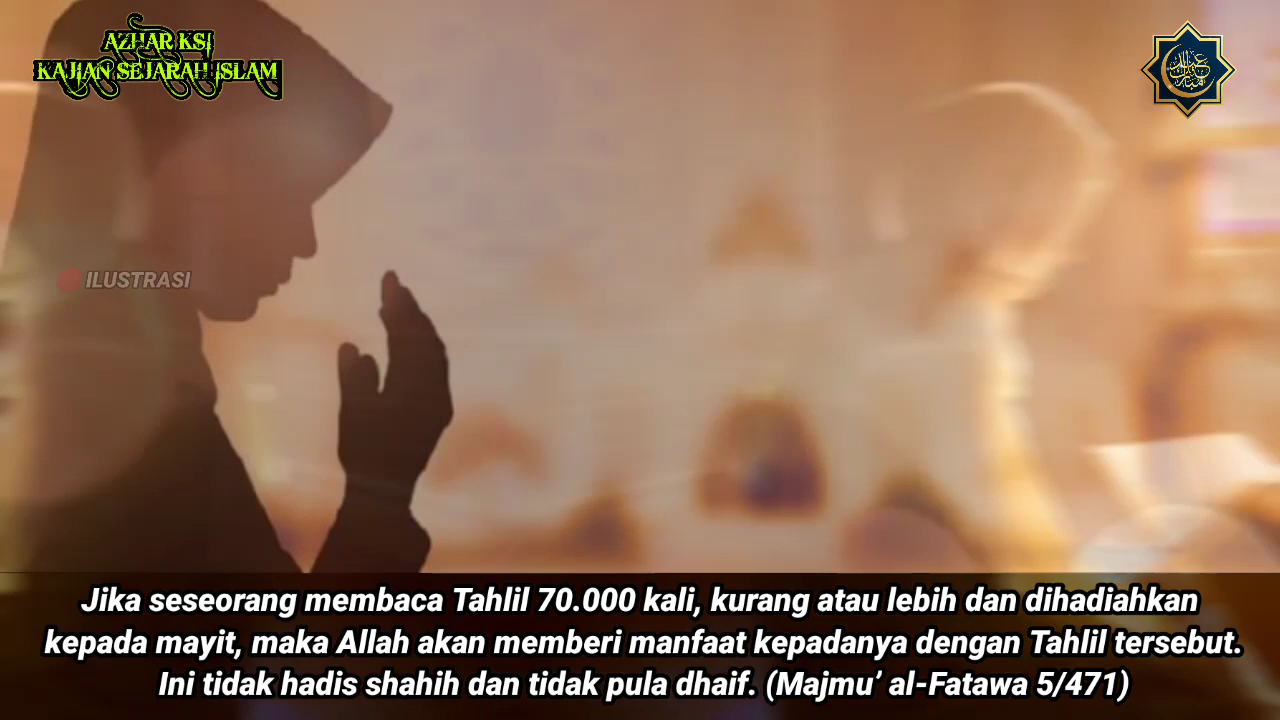 AZHAR KSI
KAJIAN SEJARAH ISLAM
ILUSTRASI
Jika seseorang membaca Tahlil 70.000 kali, kurang atau lebih dan dihadiahkan
kepada mayit, maka Allah akan memberi manfaat kepadanya dengan Tahlil tersebut.
Ini tidak hadis shahih dan tidak pula dhaif. (Majmu’ al-Fatawa 5/471)